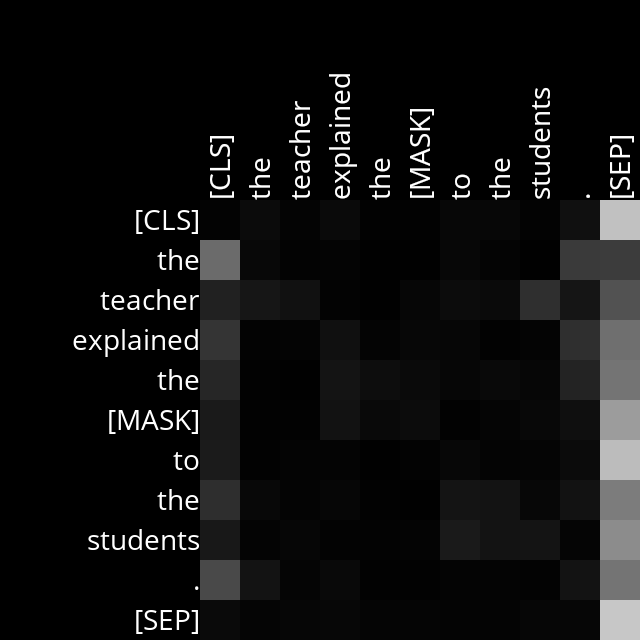 [CLS] the teacher explained the [MASK] to the students . [SEP]
[CLS]
the
teacher
explained
the
[MASK]
to
the
students
.
[SEP]